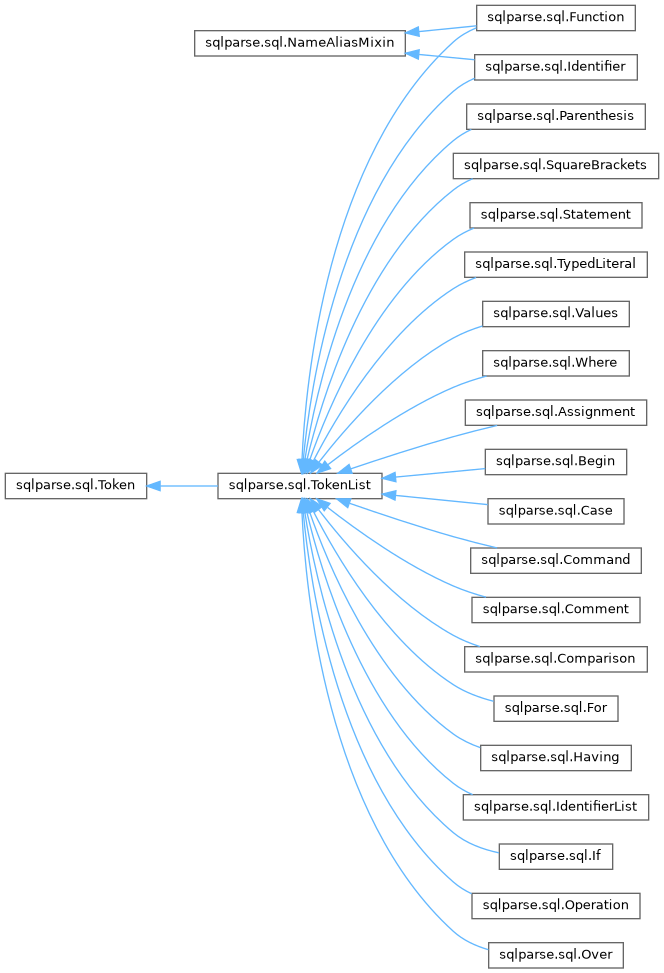 sqlparse.sql.Function
sqlparse.sql.NameAliasMixin
sqlparse.sql.Identifier
sqlparse.sql.Parenthesis
sqlparse.sql.SquareBrackets
sqlparse.sql.Statement
sqlparse.sql.TypedLiteral
sqlparse.sql.Values
sqlparse.sql.Where
sqlparse.sql.Assignment
sqlparse.sql.Begin
sqlparse.sql.Token
sqlparse.sql.TokenList
sqlparse.sql.Case
sqlparse.sql.Command
sqlparse.sql.Comment
sqlparse.sql.Comparison
sqlparse.sql.For
sqlparse.sql.Having
sqlparse.sql.IdentifierList
sqlparse.sql.If
sqlparse.sql.Operation
sqlparse.sql.Over